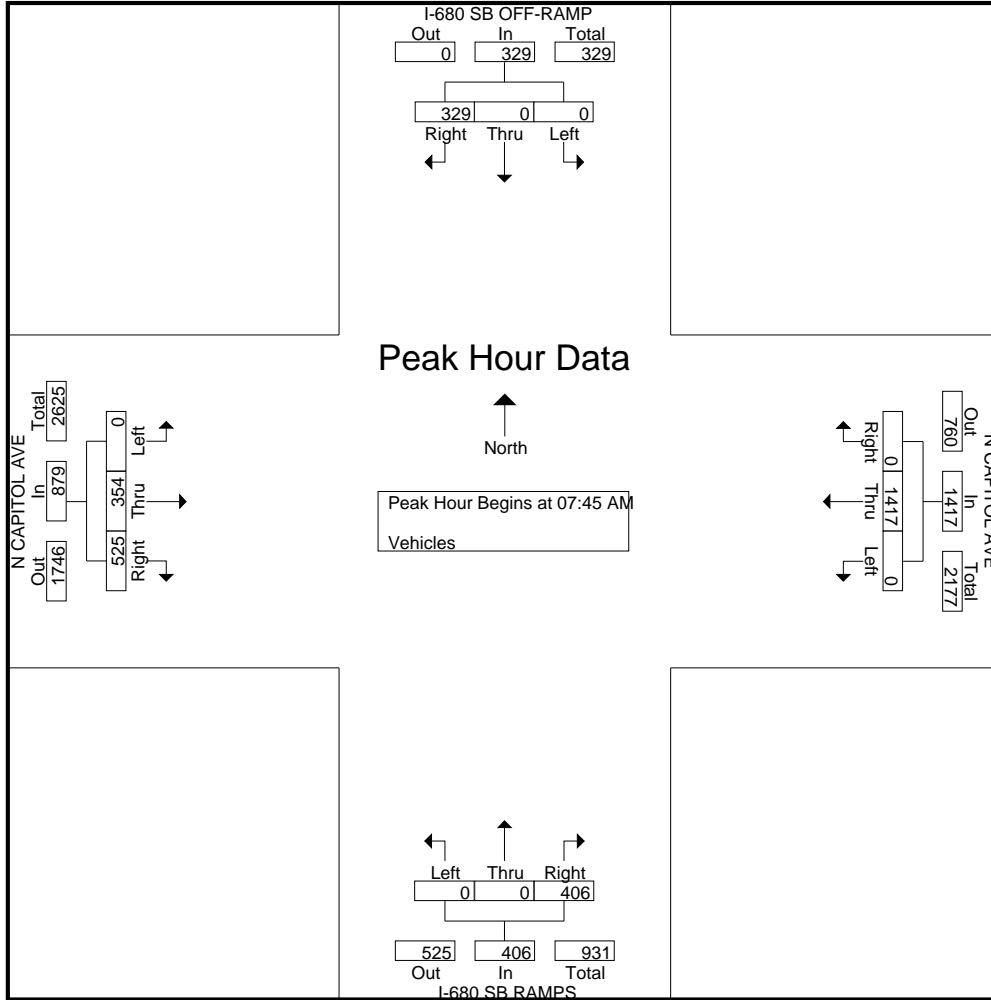 I-680 SB OFF-RAMP
Out In Total
0 329 329
329 0 0
Right Thru Left
Peak Hour Data
North
Peak Hour Begins at 07:45 AM
Vehicles
N CAPITOL AVE
Out In Total
1746 879 2625
Left Thru Right
0 354 525
N CAPITOL AVE
Out In Total
760 1417 2177
Right Thru Left
0 1417 0
Left Thru Right
0 0 406
525 406 931
Out In Total
I-680 SB RAMPS